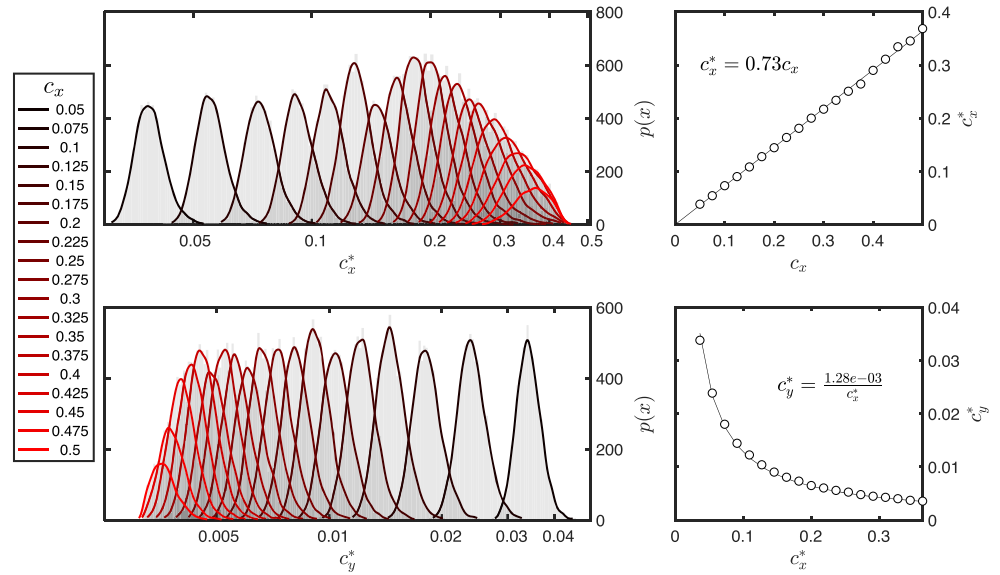 c_x
0.05
0.075
0.1
0.125
0.15
0.175
0.2
0.225
0.25
0.275
0.3
0.325
0.35
0.375
0.4
0.425
0.45
0.475
0.5
800
600
400
200
0
p(x)
0.05 0.1 0.2 0.3 0.4 0.5
c_x^*
c_x^* = 0.73c_x
0.4
0.3
0.2
0.1
0
c_x^*
0 0.1 0.2 0.3 0.4
c_x
600
400
200
0
p(x)
0.005 0.01 0.02 0.03 0.04
c_y^*
c_y^* = \frac{1.28e-03}{c_x^*}
0.04
0.03
0.02
0.01
0
c_y^*
0 0.1 0.2 0.3
c_x^*